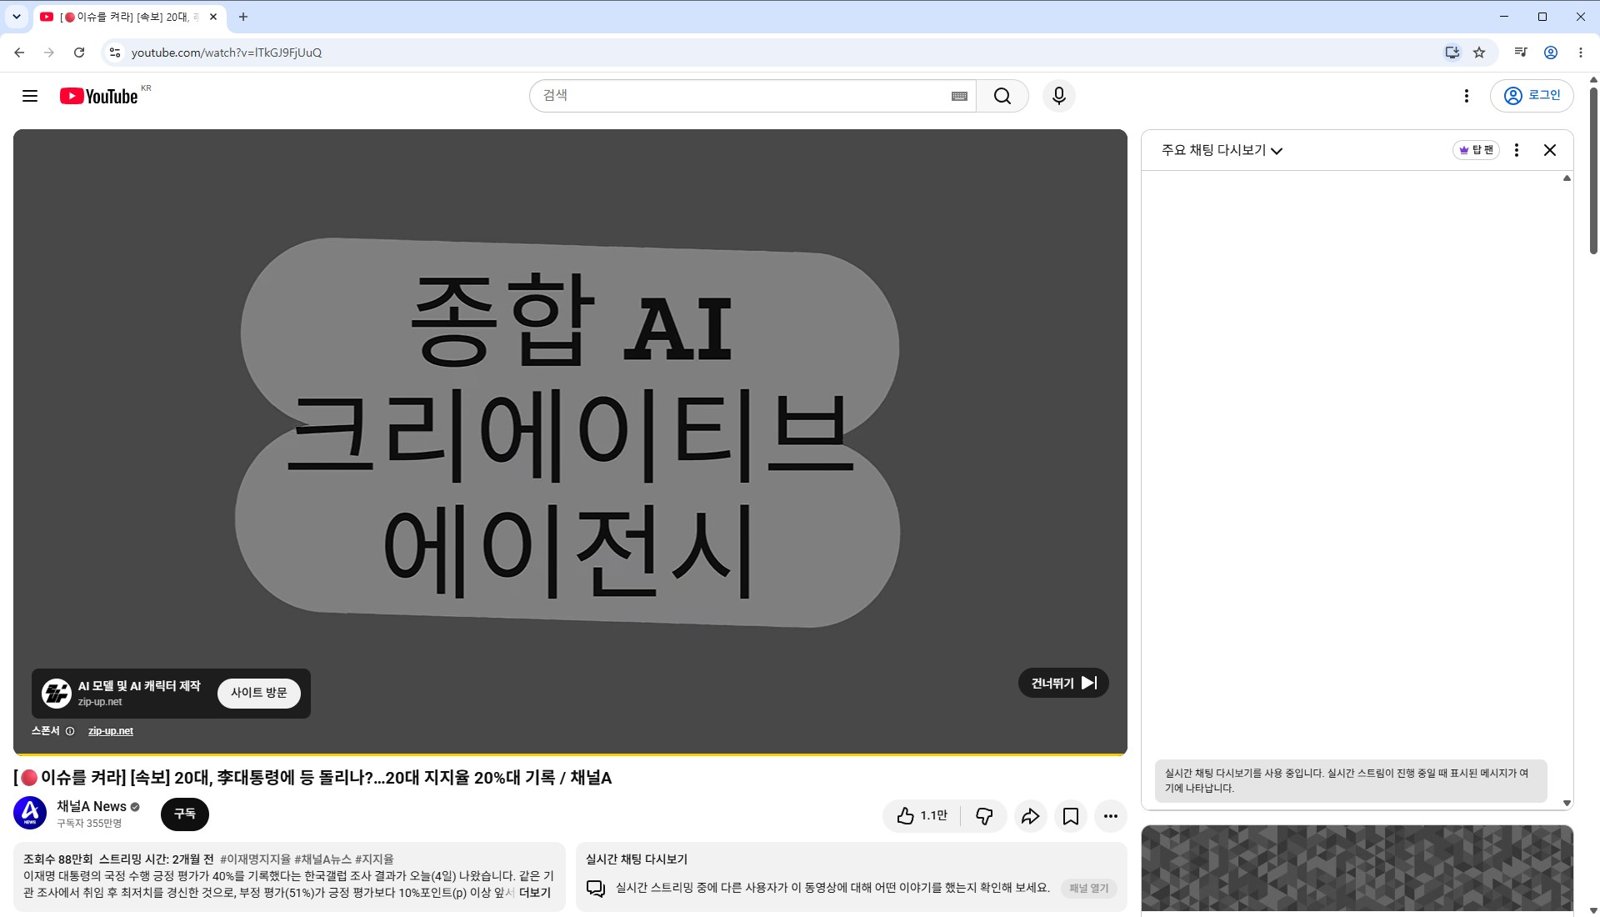 [🔴이슈를 켜라] [속보] 20대,
youtube.com/watch?v=lTkGJ9FjUuQ
YouTube KR
검색
로그인
종합 AI
크리에이티브
에이전시
AI 모델 및 AI 캐릭터 제작
zip-up.net
사이트 방문
건너뛰기
스폰서
zip-up.net
[🔴이슈를 켜라] [속보] 20대, 李대통령에 등 돌리나?...20대 지지율 20%대 기록 / 채널A
채널A News
구독자 355만명
구독
1.1만
조회수 88만회 스트리밍 시간: 2개월 전 #이재명지지율 #채널A뉴스 #지지율
이재명 대통령의 국정 수행 긍정 평가가 40%를 기록했다는 한국갤럽 조사 결과가 오늘(4일) 나왔습니다. 같은 기
관 조사에서 취임 후 최저치를 경신한 것으로, 부정 평가(51%)가 긍정 평가보다 10%포인트(p) 이상 앞서 더보기
실시간 채팅 다시보기
실시간 스트리밍 중에 다른 사용자가 이 동영상에 대해 어떤 이야기를 했는지 확인해 보세요.
패널 열기
주요 채팅 다시보기
탑 팬
실시간 채팅 다시보기를 사용 중입니다. 실시간 스트림이 진행 중일 때 표시된 메시지가 여
기에 나타납니다.